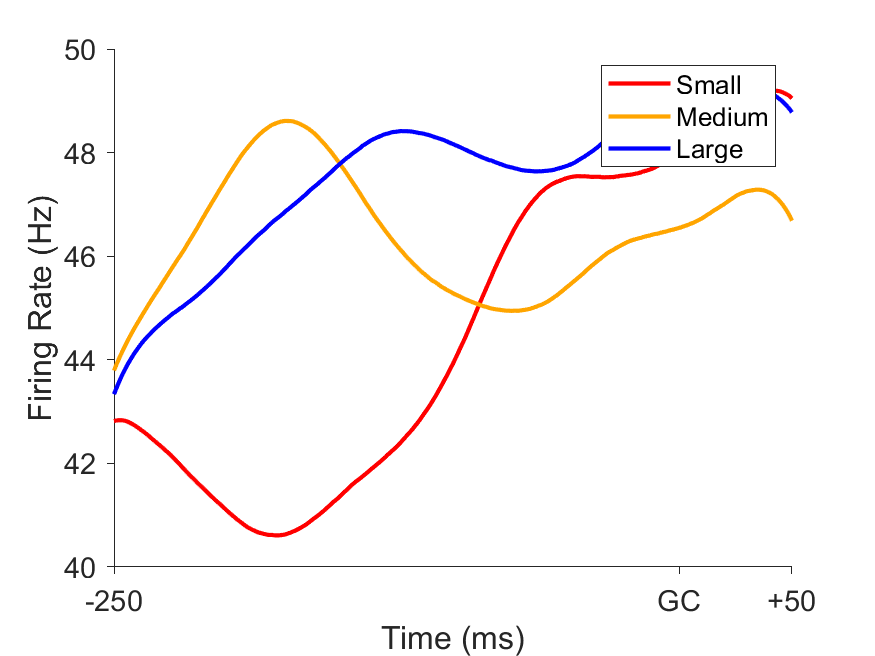 50
48
46
44
42
40
Firing Rate (Hz)
Small
Medium
Large
-250
GC
+50
Time (ms)